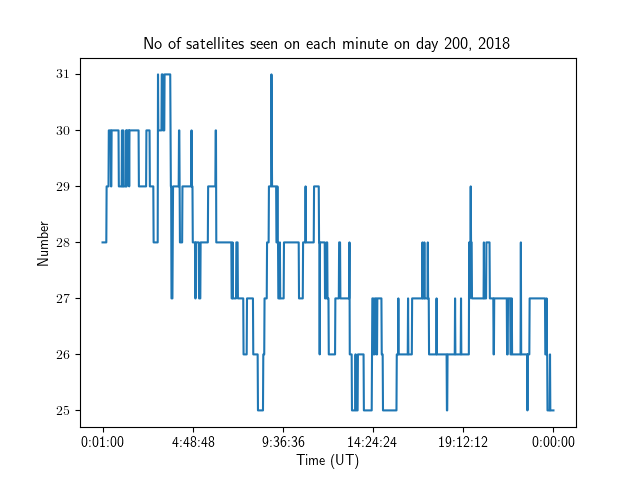 No of satellites seen on each minute on day 200, 2018
31
30
29
28
27
26
25
Number
0:01:00 4:48:48 9:36:36 14:24:24 19:12:12 0:00:00
Time (UT)